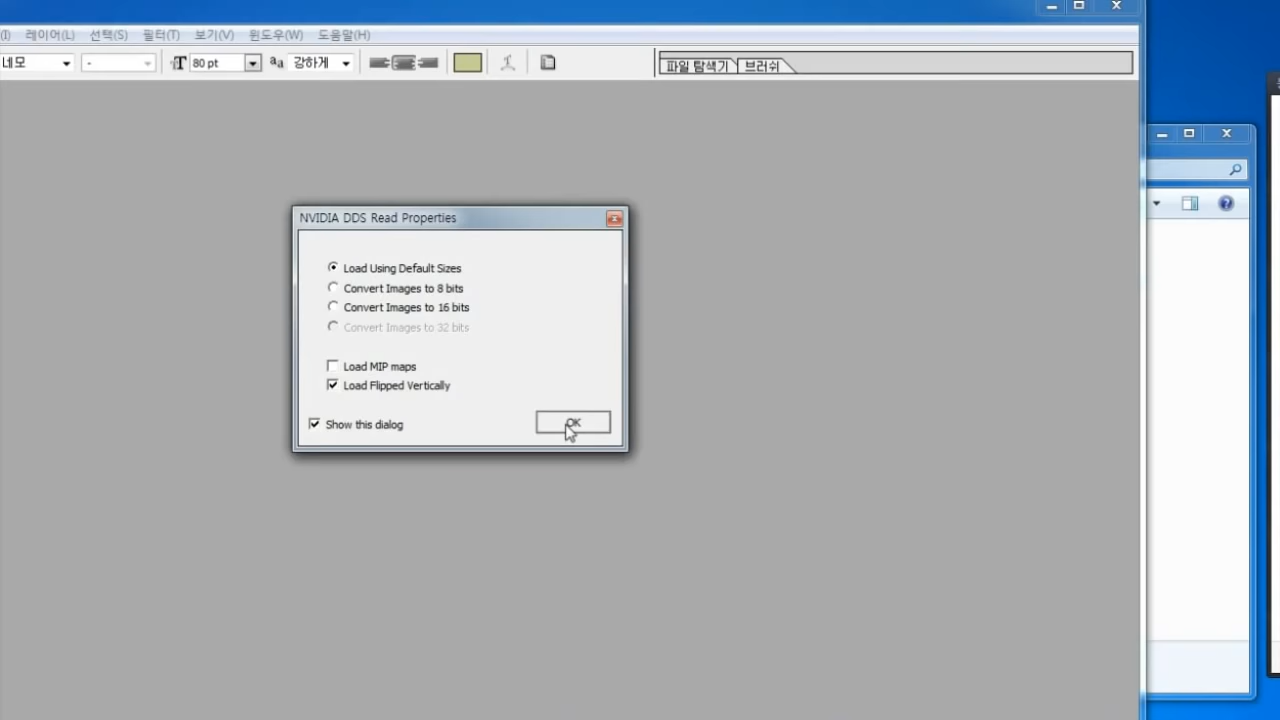 레이어(L) 선택(S) 필터(T) 보기(V) 윈도우(W) 도움말(H)
네모 - T 80 pt aa 강하게 파일 탐색기 브러쉬
NVIDIA DDS Read Properties
Load Using Default Sizes
Convert Images to 8 bits
Convert Images to 16 bits
Convert Images to 32 bits
Load MIP maps
Load Flipped Vertically
Show this dialog OK